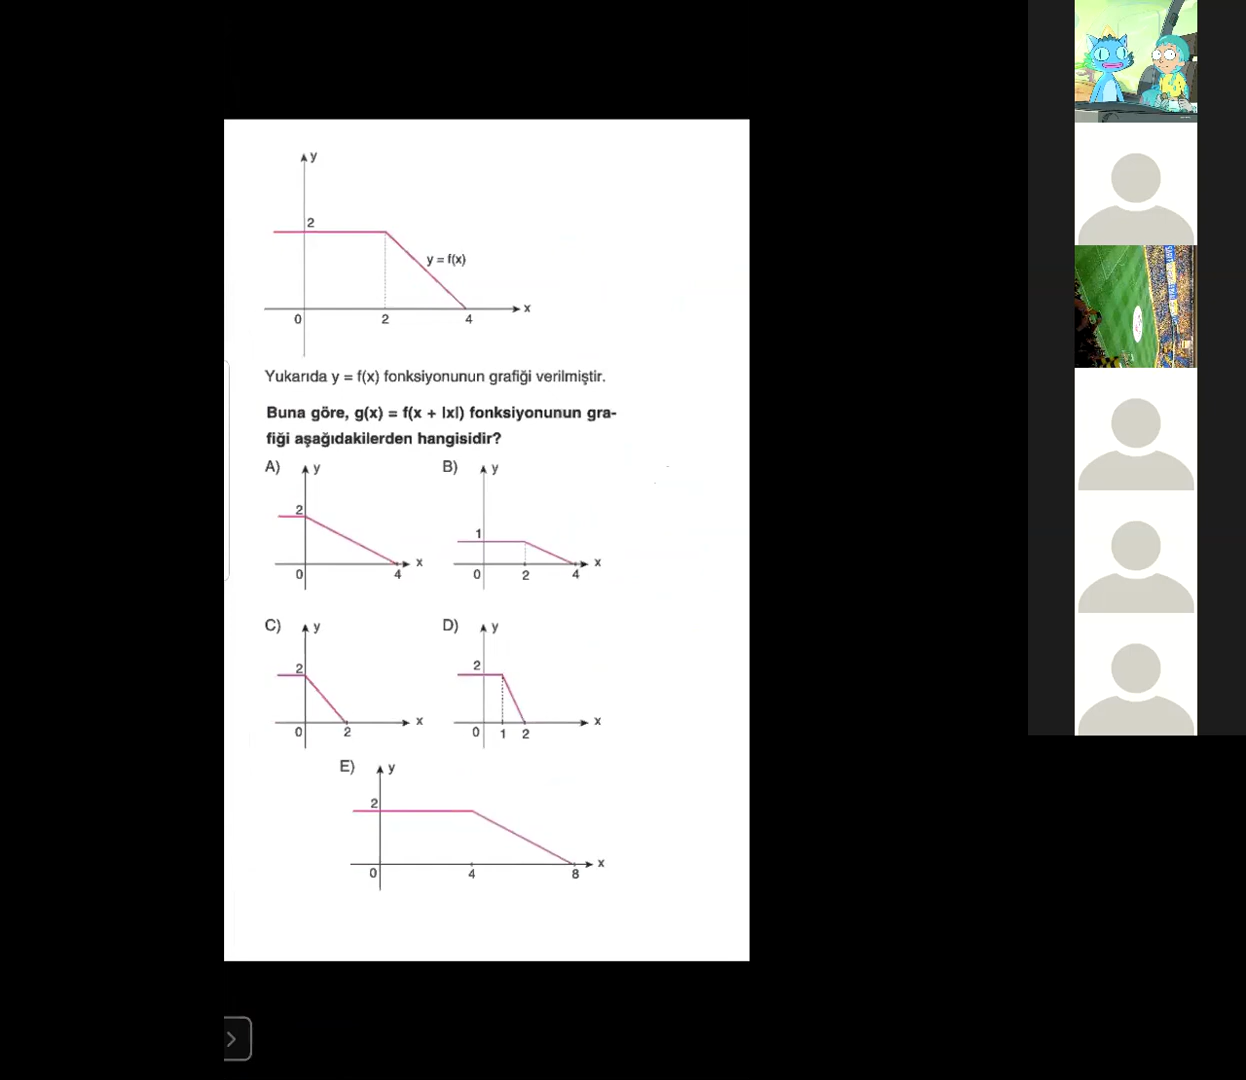 y
2
y = f(x)
x
0
2
4
Yukarıda y = f(x) fonksiyonunun grafiği verilmiştir.
Buna göre, g(x) = f(x + |x|) fonksiyonunun gra-
fiği aşağıdakilerden hangisidir?
A)
y
2
x
0
4
B)
y
1
x
0
2
4
C)
y
2
x
0
2
D)
y
2
x
0
1
2
E)
y
2
x
0
4
8